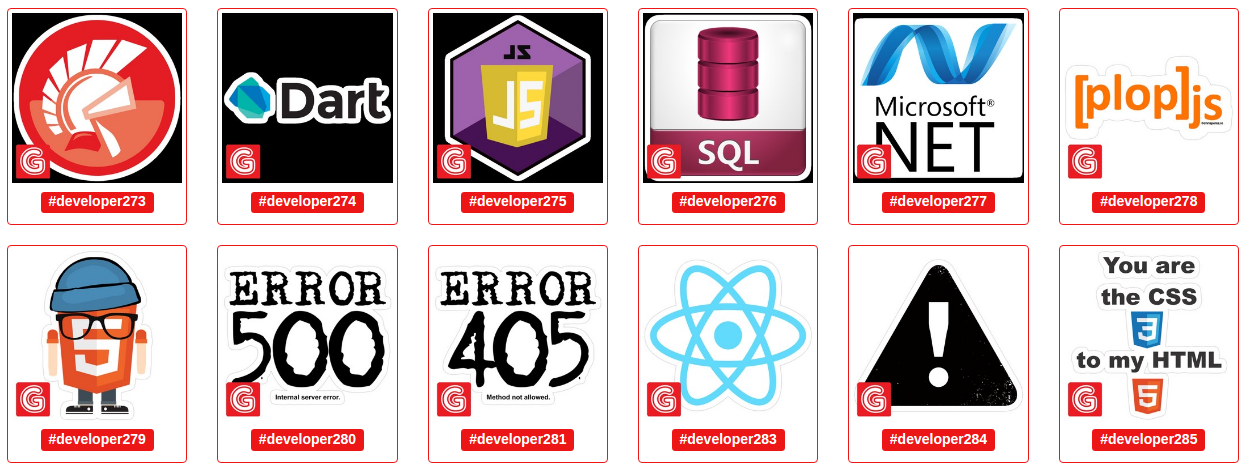 #developer273
Dart
#developer274
JS
JS
#developer275
SQL
#developer276
Microsoft®
NET
#developer277
[plop]js
#developer278
5
#developer279
ERROR
500
Internal server error.
#developer280
ERROR
405
Method not allowed.
#developer281
#developer283
!
#developer284
You are
the CSS
3
to my HTML
5
#developer285